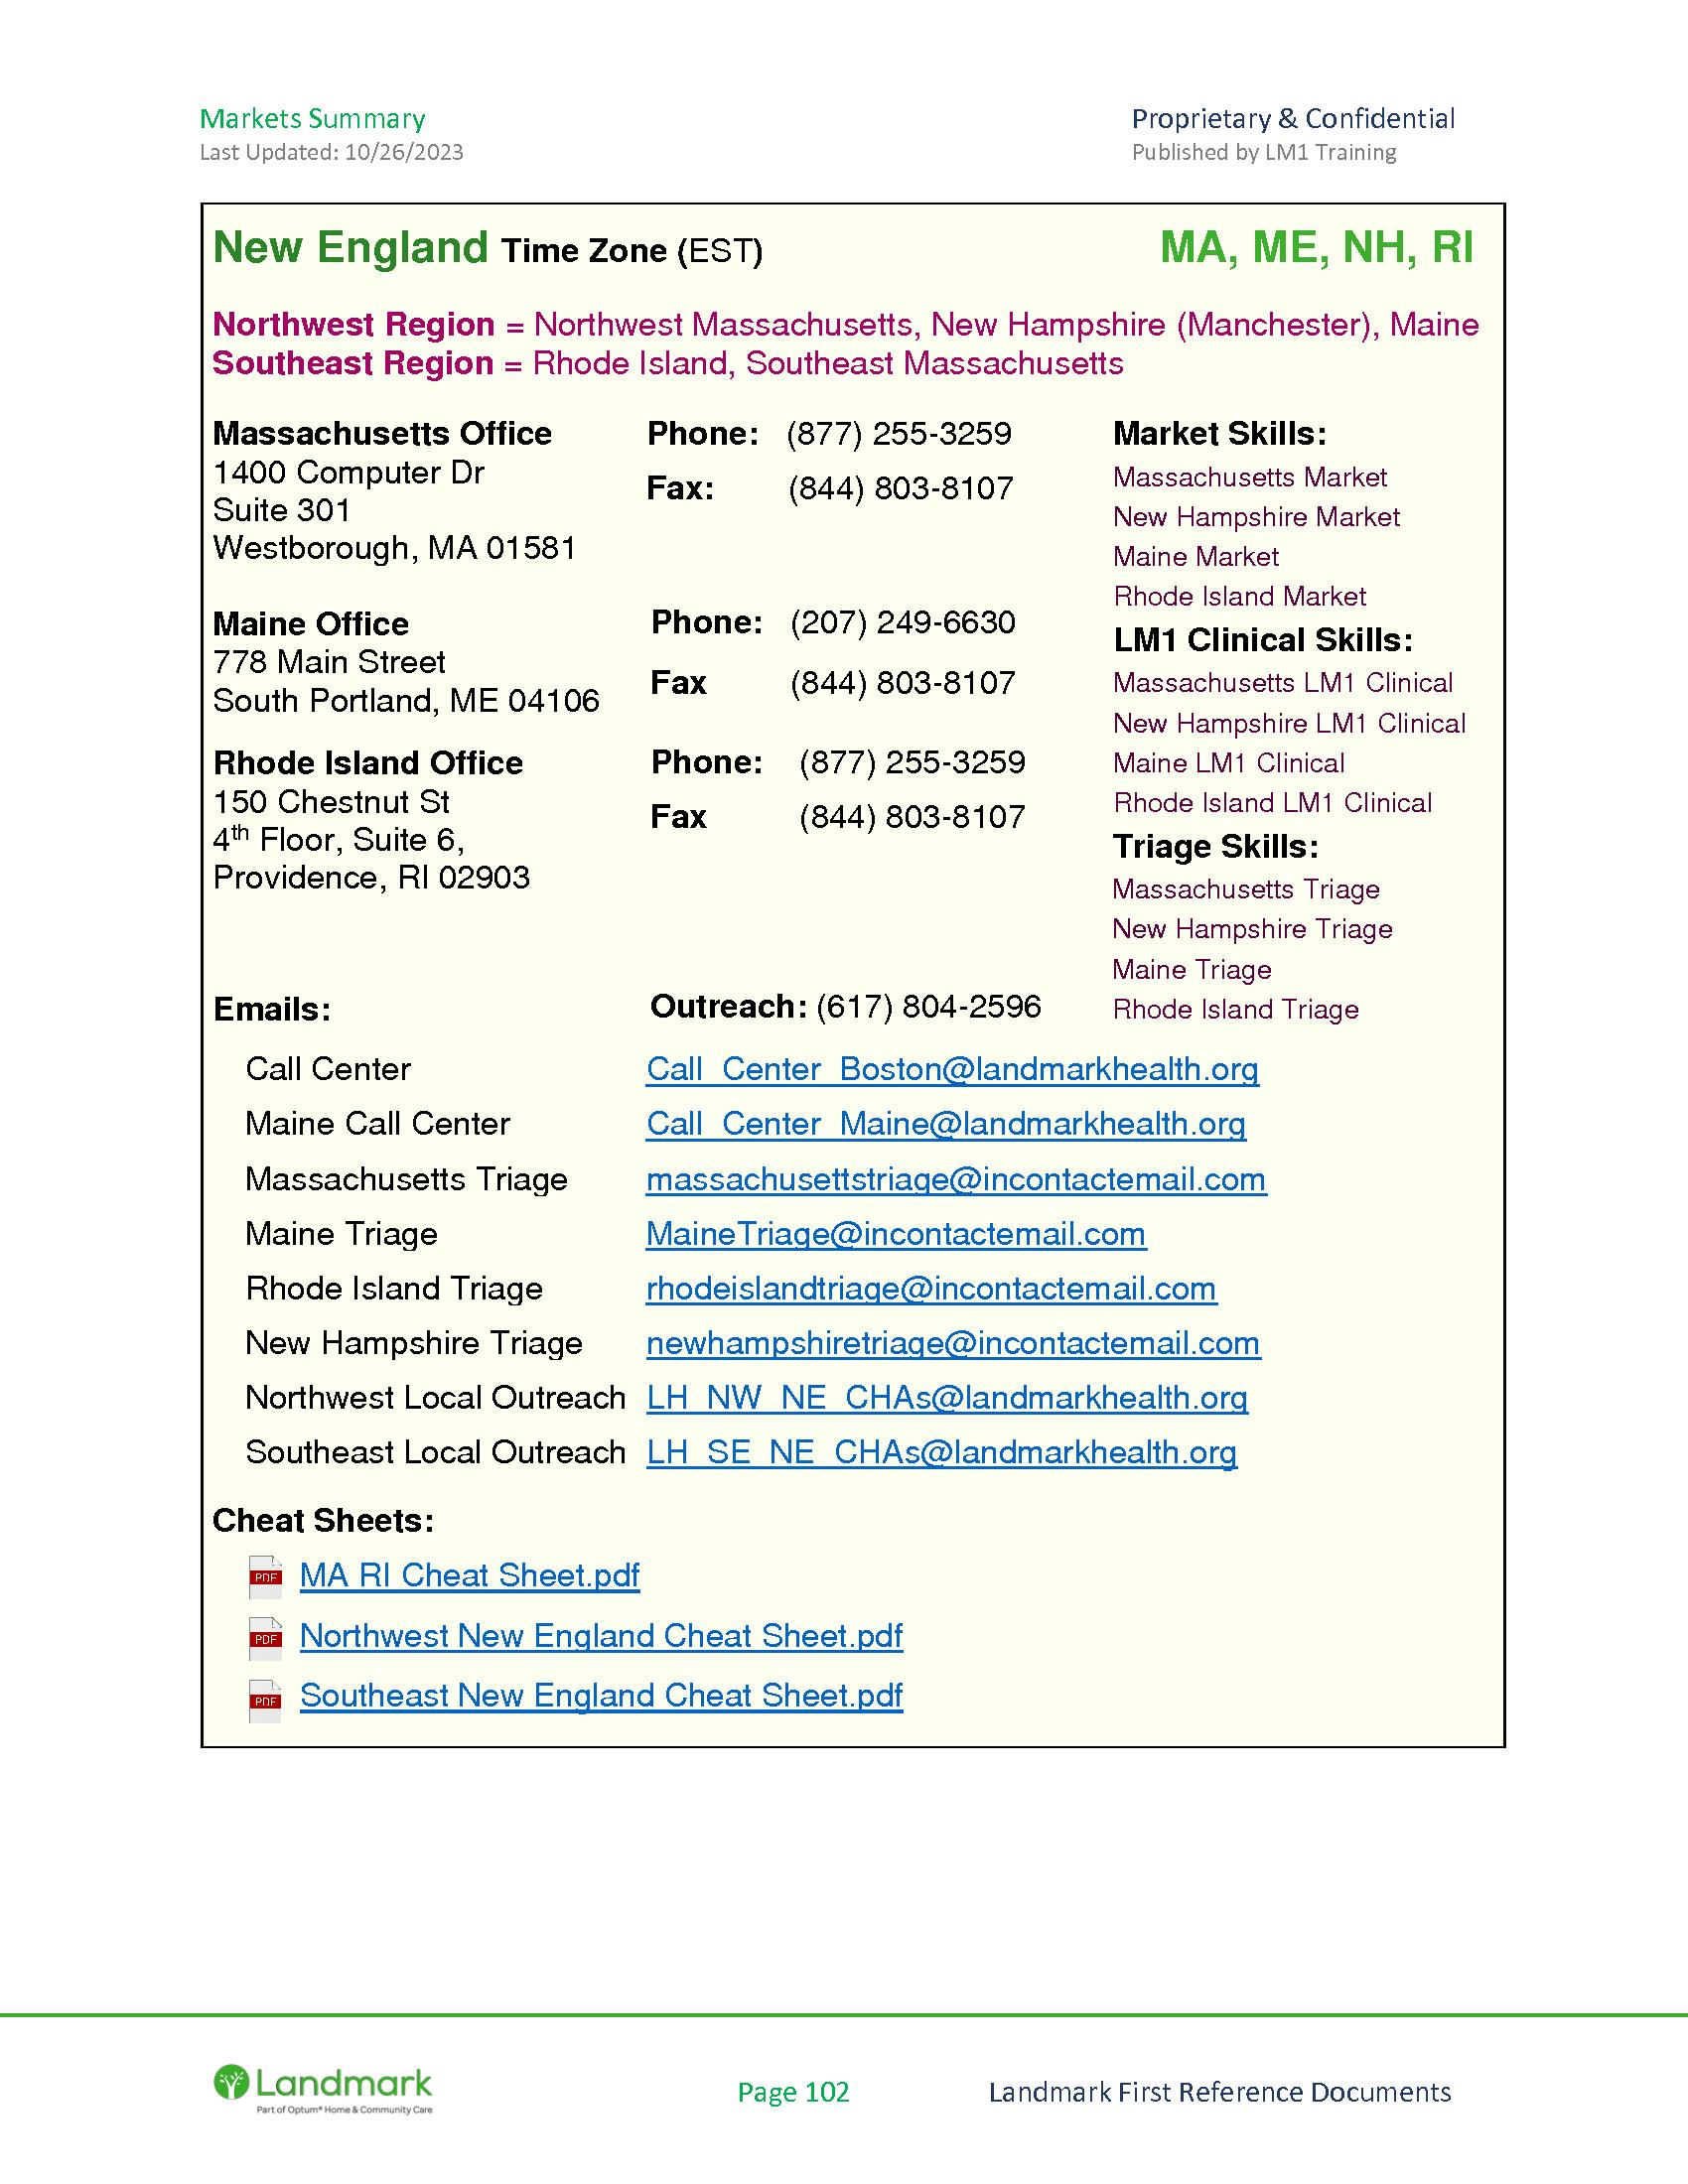 Markets Summary
Proprietary & Confidential
Last Updated: 10/26/2023
Published by LM1 Training
New England Time Zone (EST)
MA, ME, NH, RI
Northwest Region = Northwest Massachusetts, New Hampshire (Manchester), Maine
Southeast Region = Rhode Island, Southeast Massachusetts
Massachusetts Office
1400 Computer Dr
Suite 301
Westborough, MA 01581
Phone: (877) 255-3259
Fax: (844) 803-8107
Maine Office
778 Main Street
South Portland, ME 04106
Phone: (207) 249-6630
Fax (844) 803-8107
Rhode Island Office
150 Chestnut St
4th Floor, Suite 6,
Providence, RI 02903
Phone: (877) 255-3259
Fax (844) 803-8107
Market Skills:
Massachusetts Market
New Hampshire Market
Maine Market
Rhode Island Market
LM1 Clinical Skills:
Massachusetts LM1 Clinical
New Hampshire LM1 Clinical
Maine LM1 Clinical
Rhode Island LM1 Clinical
Triage Skills:
Massachusetts Triage
New Hampshire Triage
Maine Triage
Rhode Island Triage
Emails:
Outreach: (617) 804-2596
Call Center Call_Center_Boston@landmarkhealth.org
Maine Call Center Call_Center_Maine@landmarkhealth.org
Massachusetts Triage massachusettstriage@incontactemail.com
Maine Triage MaineTriage@incontactemail.com
Rhode Island Triage rhodeislandtriage@incontactemail.com
New Hampshire Triage newhampshiretriage@incontactemail.com
Northwest Local Outreach LH_NW_NE_CHAs@landmarkhealth.org
Southeast Local Outreach LH_SE_NE_CHAs@landmarkhealth.org
Cheat Sheets:
PDF MA RI Cheat Sheet.pdf
PDF Northwest New England Cheat Sheet.pdf
PDF Southeast New England Cheat Sheet.pdf
Landmark
Part of Optum® Home & Community Care
Page 102
Landmark First Reference Documents